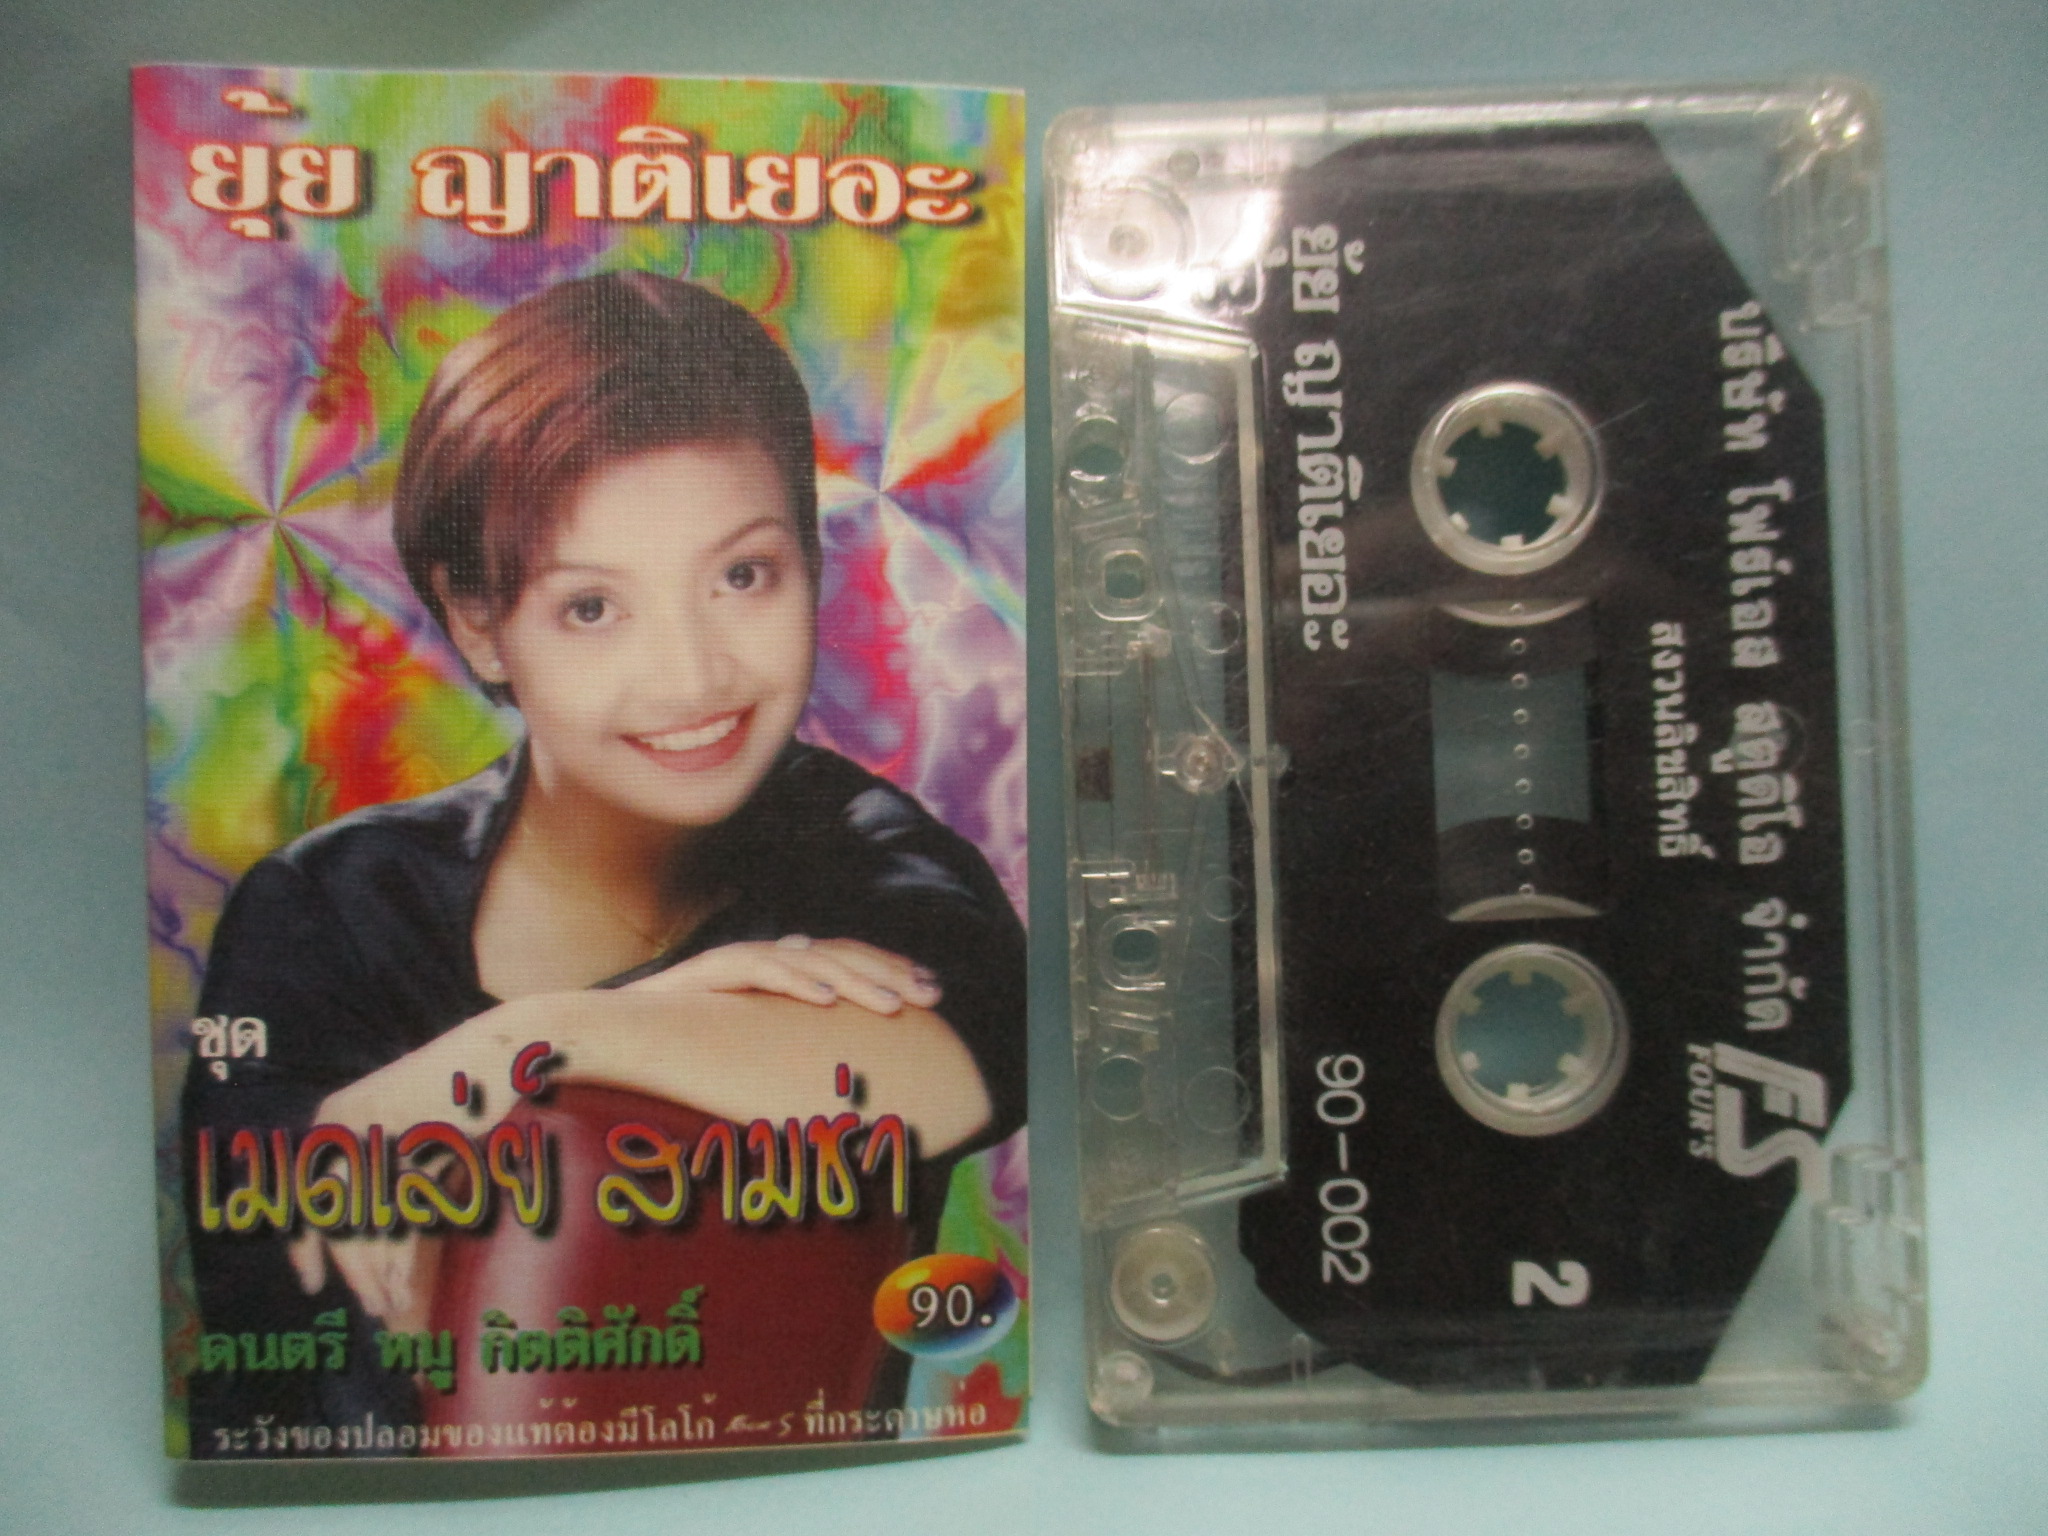 ยุ้ย ญาติเยอะ
ชุด
เมดเล่ย์ สามช่า
90.
ดนตรี หมู กิตติศักดิ์
ระวังของปลอมของแท้ต้องมีโลโก้ ที่กระดาษห่อ
ยุ้ย ญาติเยอะ
90-002
2
สงวนลิขสิทธิ์
บริษัท โฟร์เอส สตูดิโอ จำกัด
FS
FOUR'S